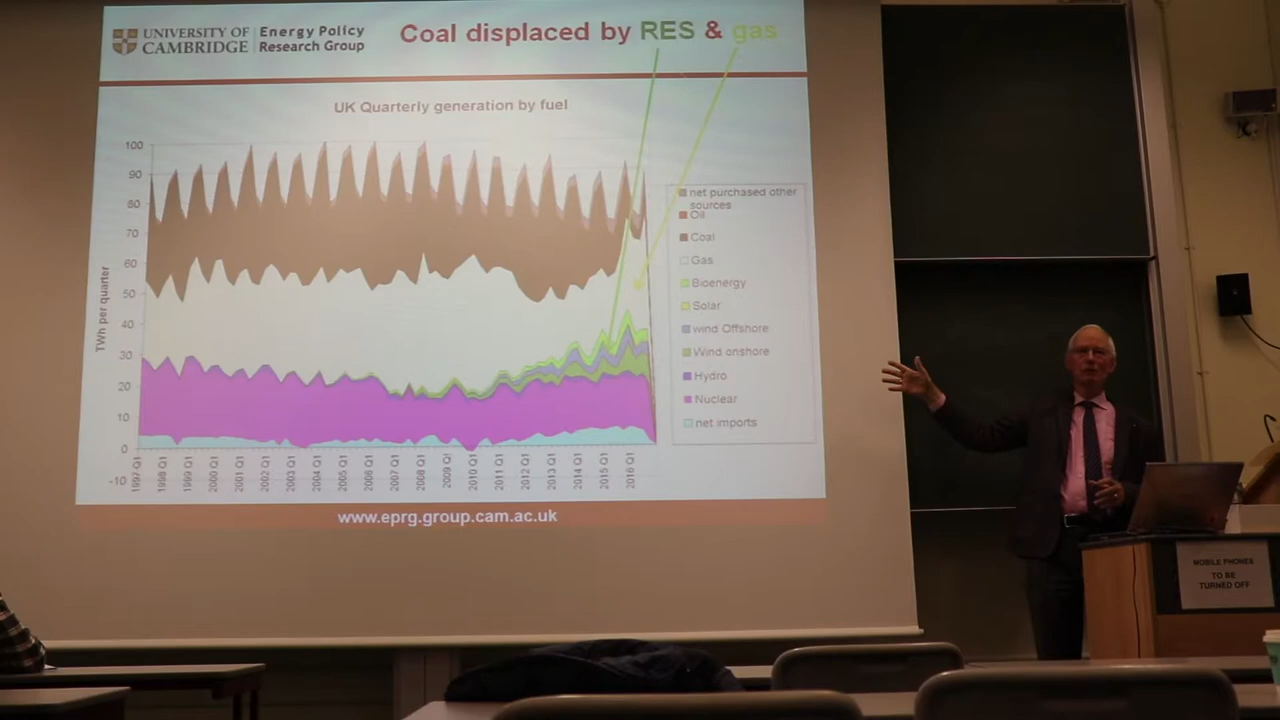 UNIVERSITY OF
CAMBRIDGE
Energy Policy
Research Group
Coal displaced by RES & gas
UK Quarterly generation by fuel
TWh per quarter
100
90
80
70
60
50
40
30
20
10
0
-10
1997 Q1
1998 Q1
1999 Q1
2000 Q1
2001 Q1
2002 Q1
2003 Q1
2004 Q1
2005 Q1
2006 Q1
2007 Q1
2008 Q1
2009 Q1
2010 Q1
2011 Q1
2012 Q1
2013 Q1
2014 Q1
2015 Q1
2016 Q1
net purchased other
sources
Oil
Coal
Gas
Bioenergy
Solar
wind Offshore
Wind onshore
Hydro
Nuclear
net imports
www.eprg.group.cam.ac.uk
MOBILE PHONES
TO BE
TURNED OFF